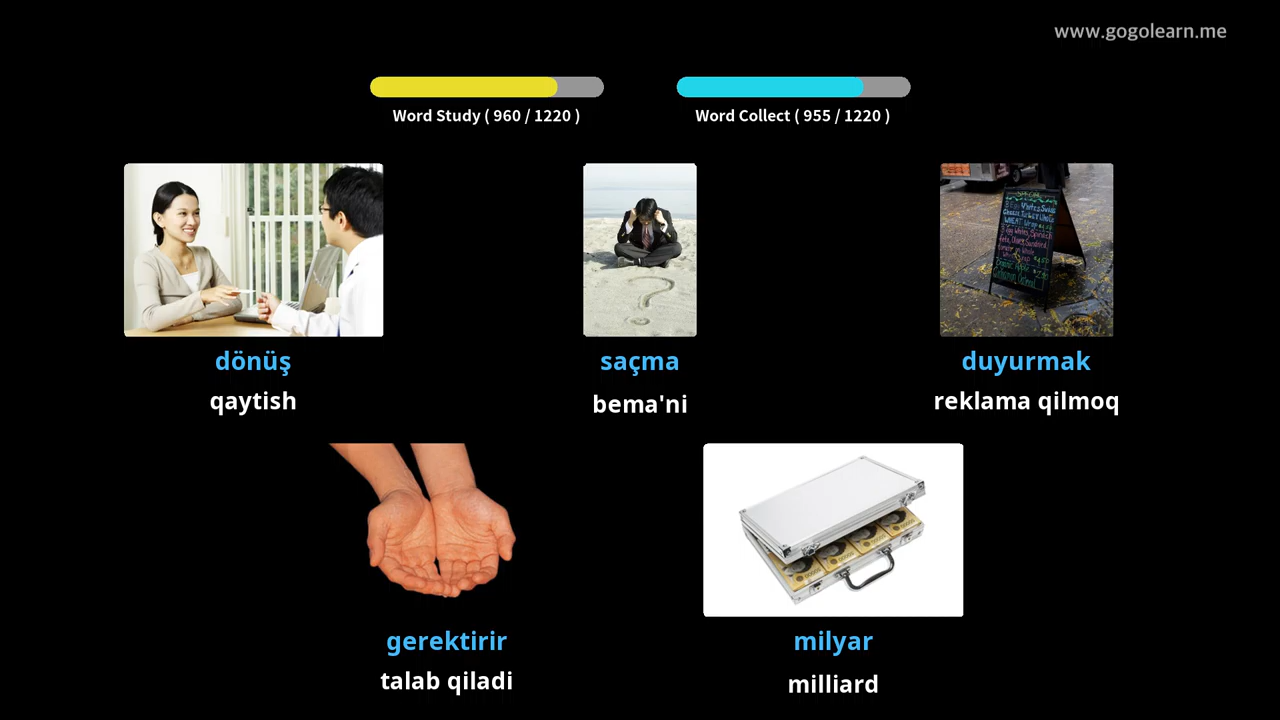 www.gogolearn.me
Word Study ( 960 / 1220 )
Word Collect ( 955 / 1220 )
dönüş
saçma
duyurmak
qaytish
bema'ni
reklama qilmoq
gerektirir
milyar
talab qiladi
milliard